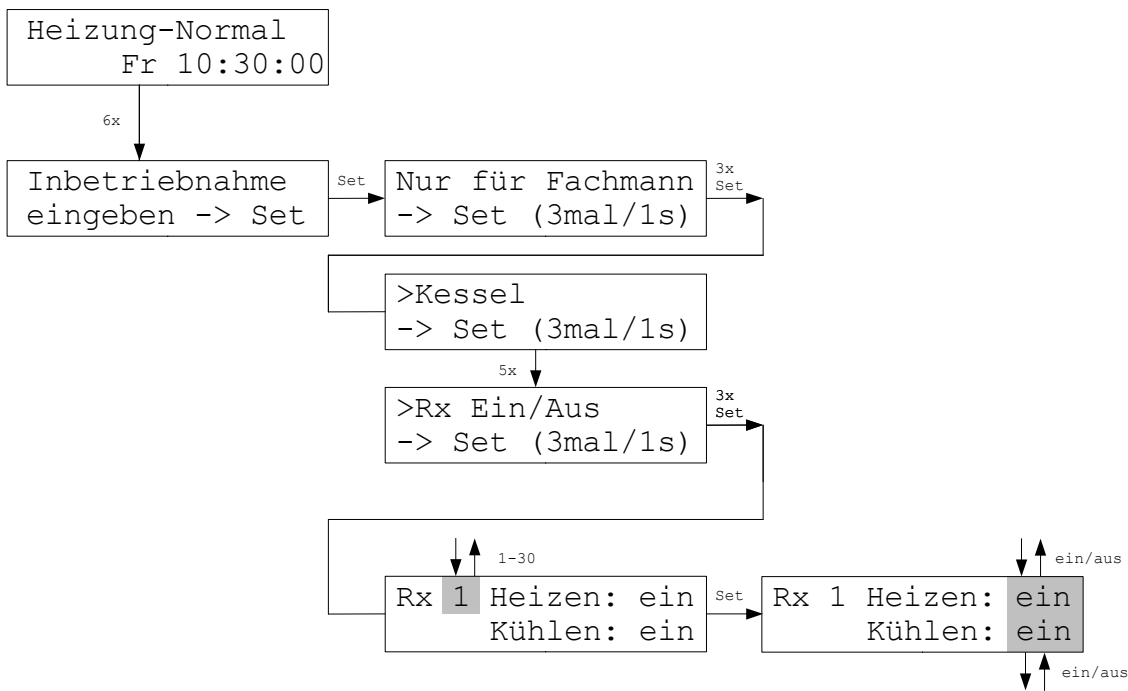 Heizung-Normal
Fr 10:30:00
6x
Inbetriebnahme
eingeben -> Set
Set
Nur für Fachmann
-> Set (3mal/1s)
3x
Set
>Kessel
-> Set (3mal/1s)
5x
>Rx Ein/Aus
-> Set (3mal/1s)
3x
Set
1-30
Rx 1 Heizen: ein
Kühlen: ein
Set
ein/aus
Rx 1 Heizen: ein
Kühlen: ein
ein/aus